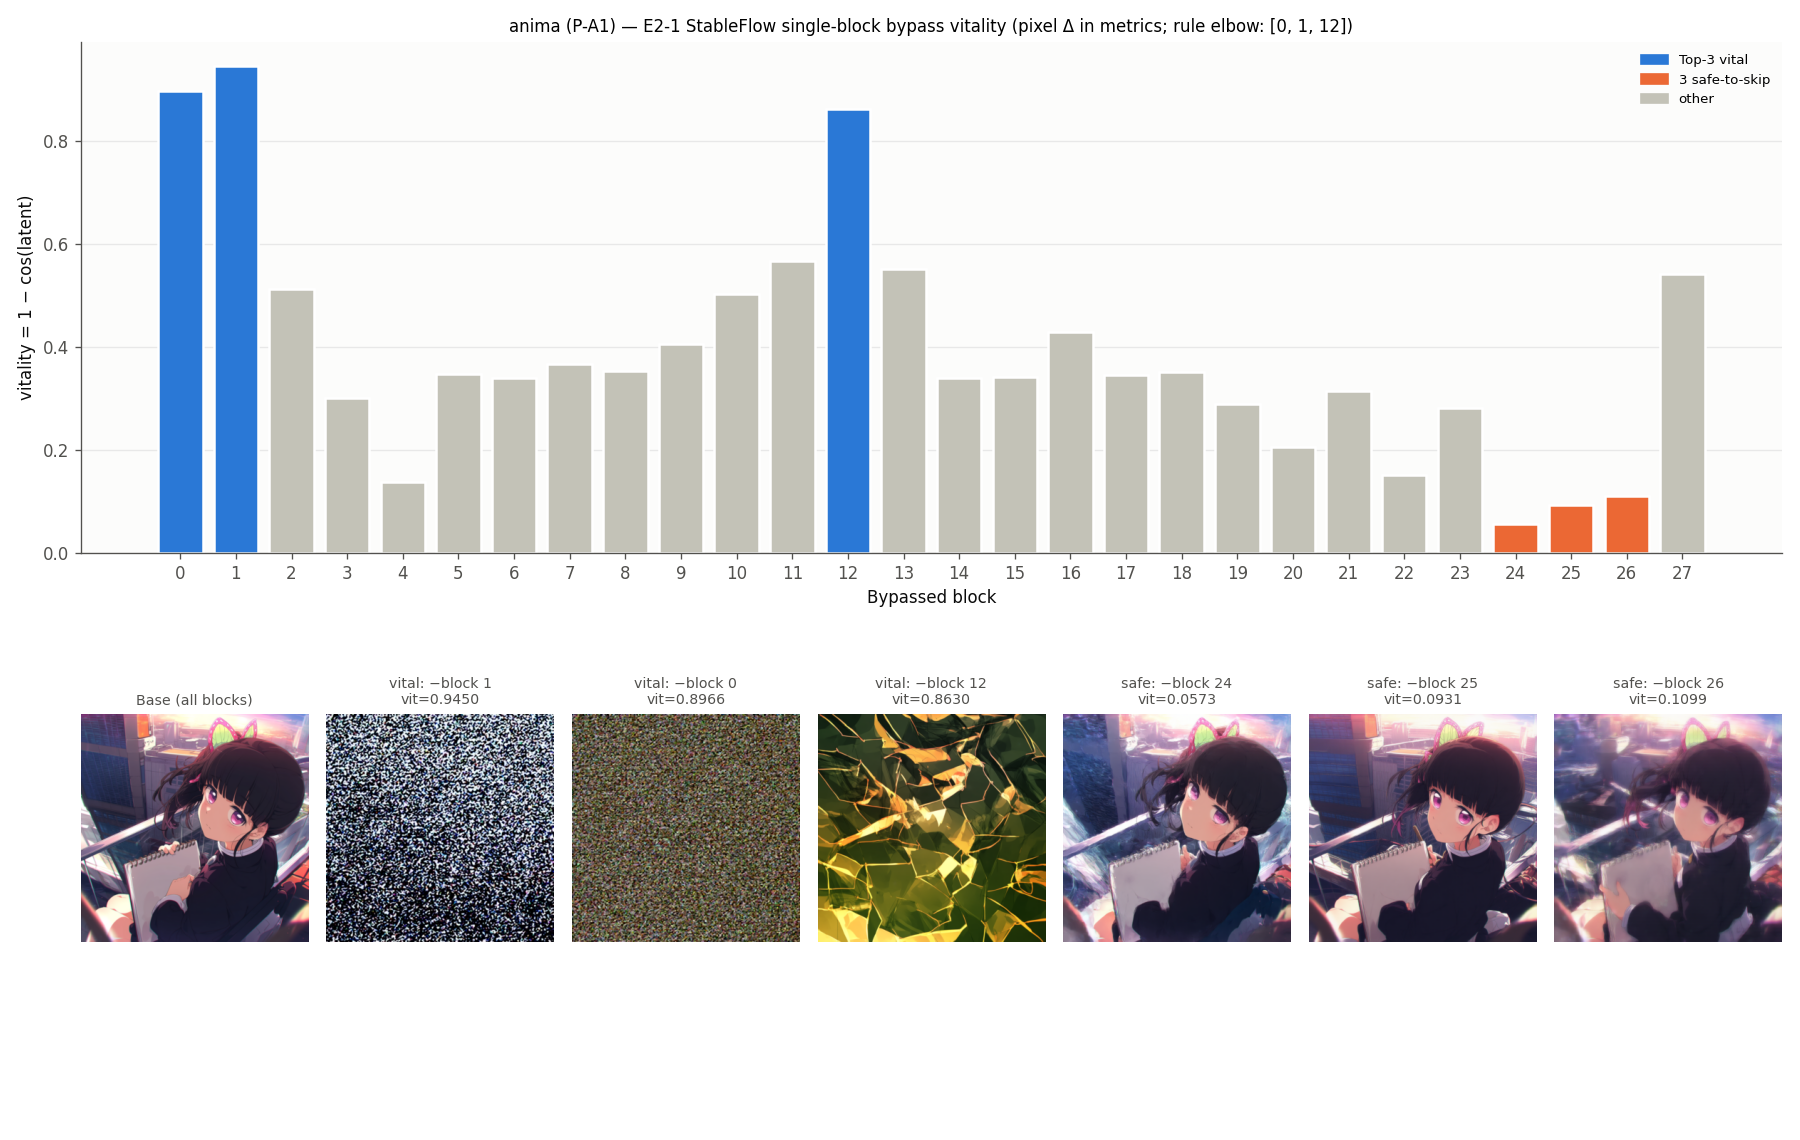 anima (P-A1) — E2-1 StableFlow single-block bypass vitality (pixel Δ in metrics; rule elbow: [0, 1, 12])
Top-3 vital
3 safe-to-skip
other
vitality = 1 − cos(latent)
0.8
0.6
0.4
0.2
0.0
0 1 2 3 4 5 6 7 8 9 10 11 12 13 14 15 16 17 18 19 20 21 22 23 24 25 26 27
Bypassed block
Base (all blocks)
vital: −block 1
vit=0.9450
vital: −block 0
vit=0.8966
vital: −block 12
vit=0.8630
safe: −block 24
vit=0.0573
safe: −block 25
vit=0.0931
safe: −block 26
vit=0.1099